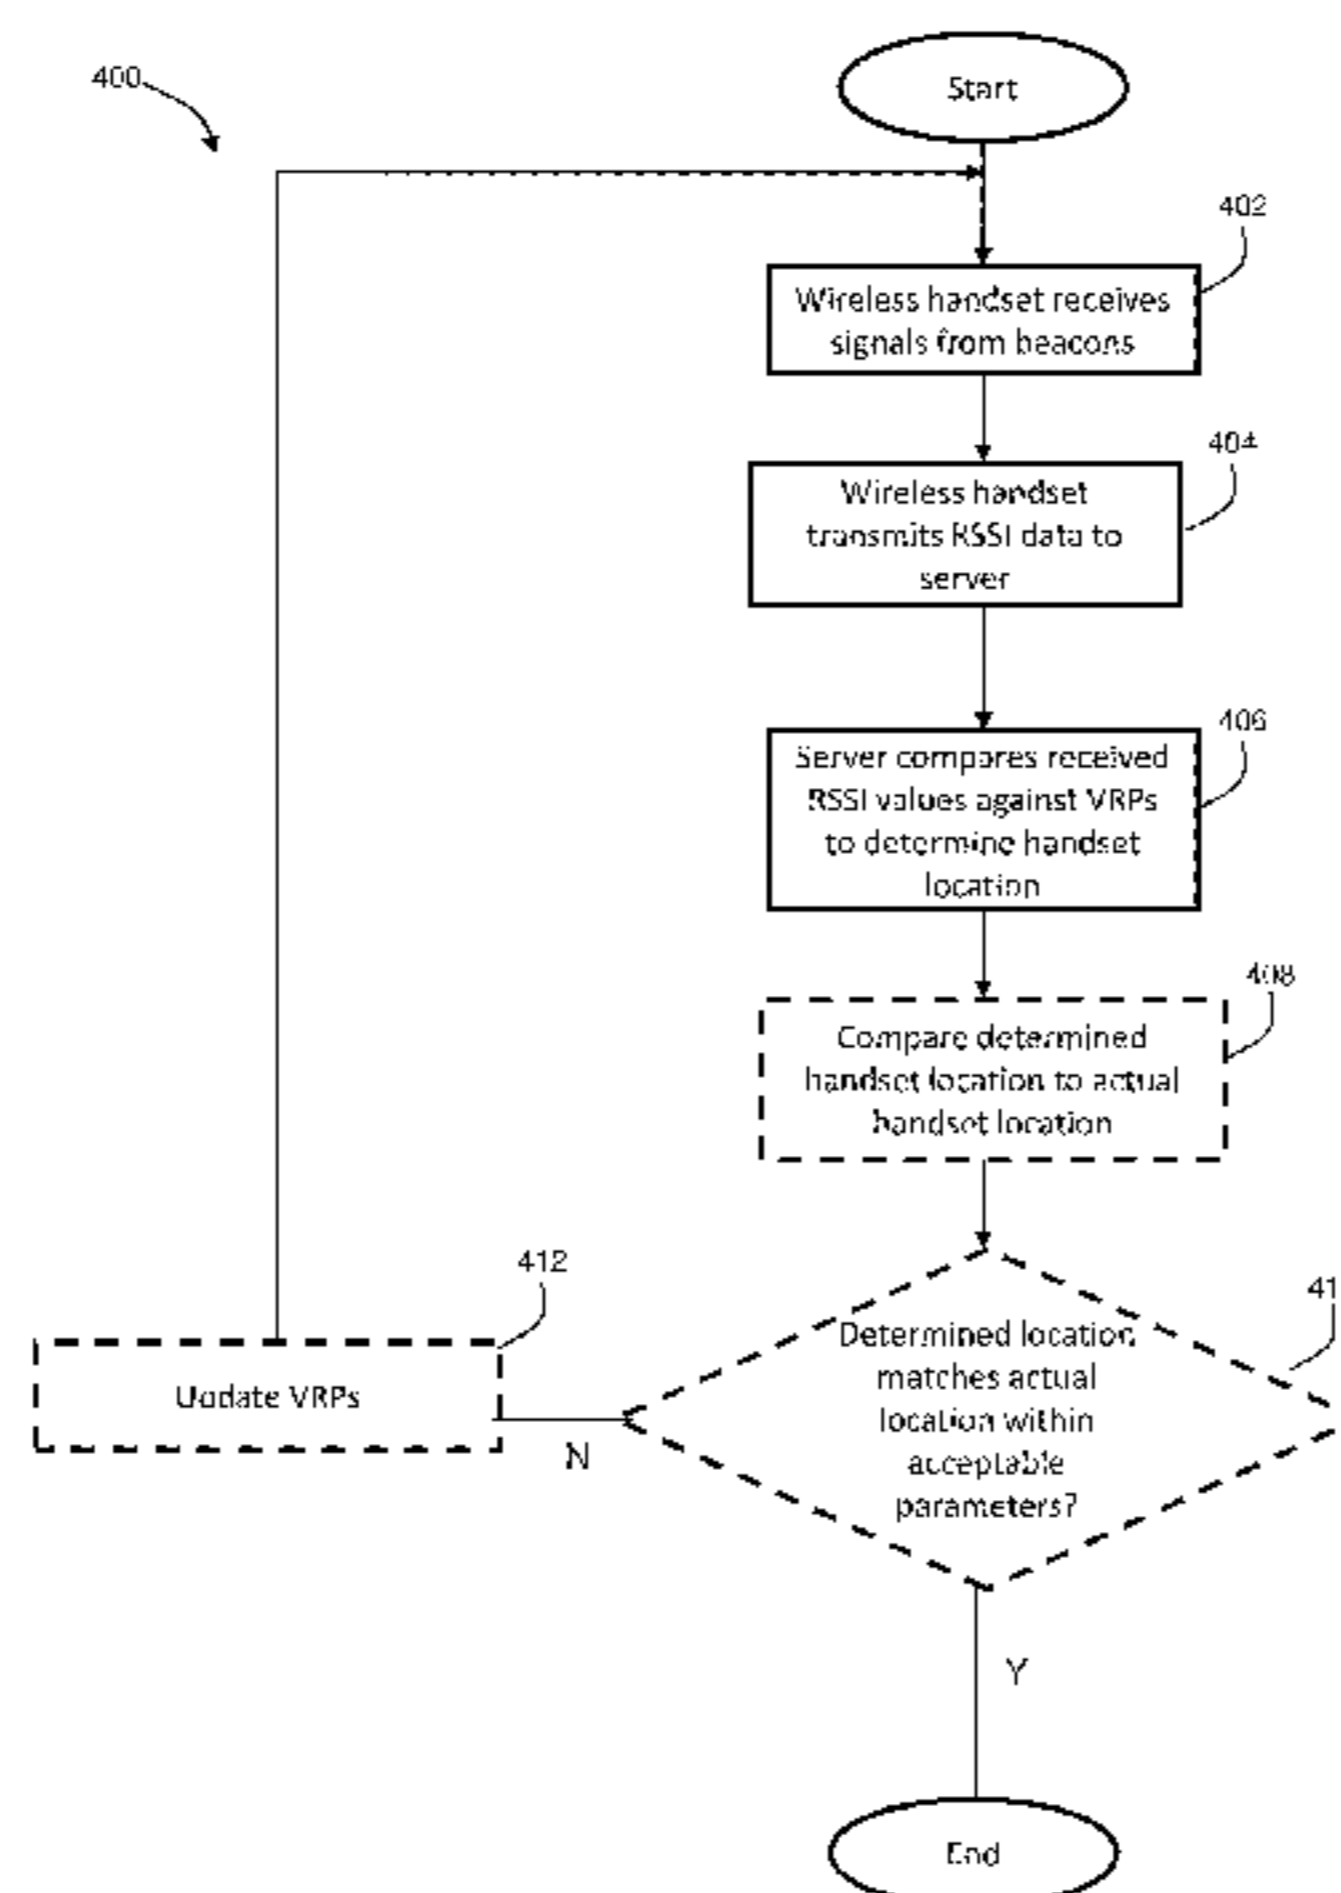 400
Start
402
Wireless handset receives
signals from beacons
404
Wireless handset
transmits RSSI data to
server
406
Server compares received
RSSI values against VRPs
to determine handset
location
408
Compare determined
handset location to actual
handset location
412
41
Update VRPs
Determined location
matches actual
location within
acceptable
parameters?
N
Y
End